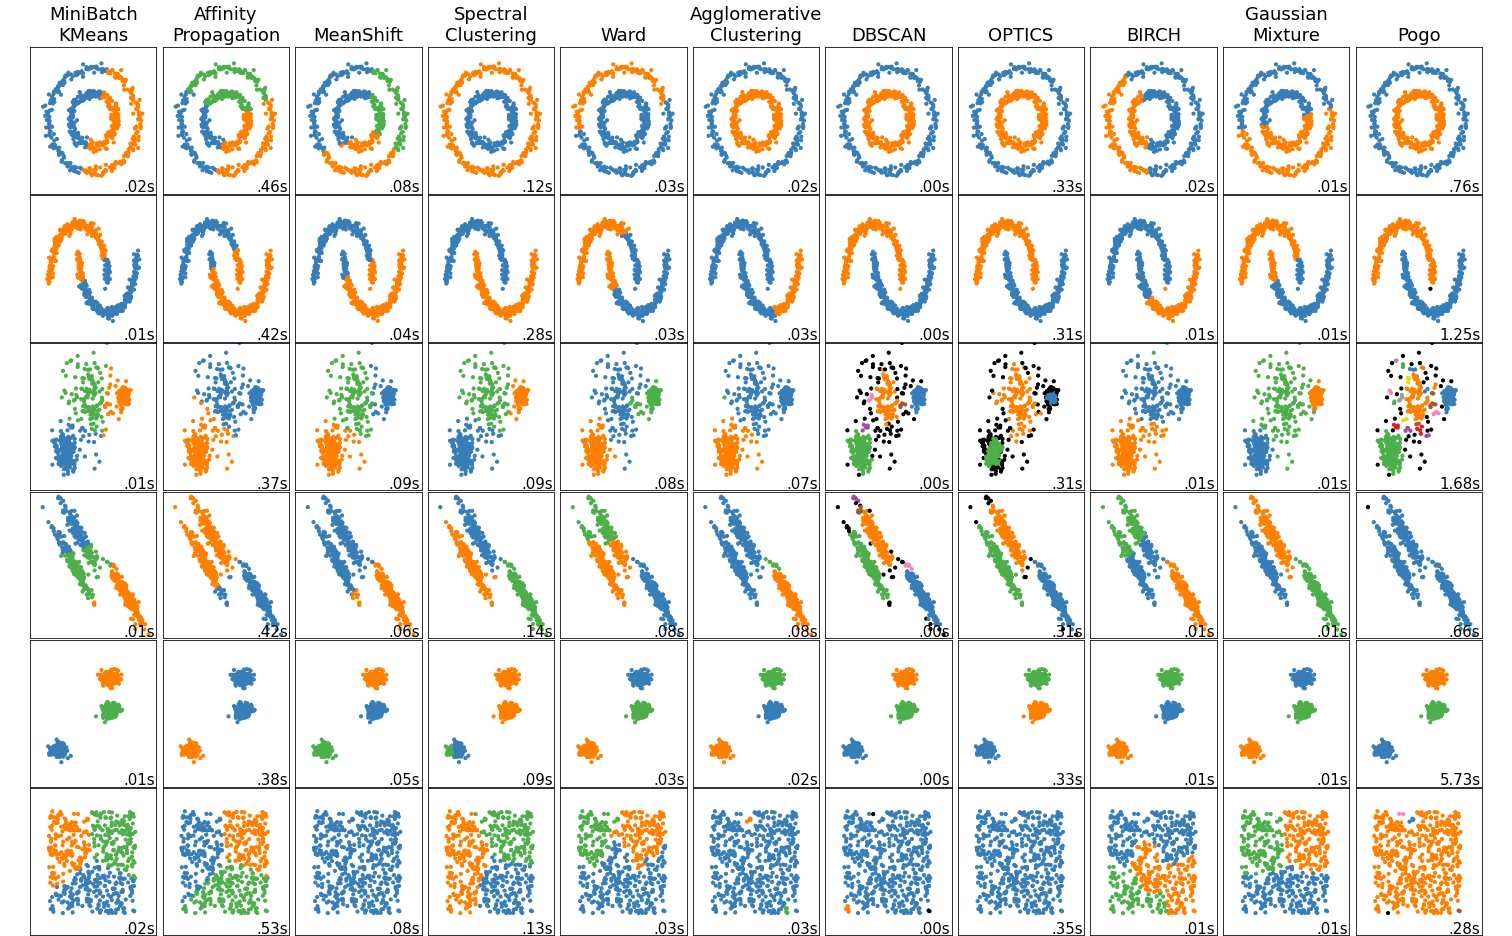 MiniBatch
KMeans
Affinity
Propagation
MeanShift
Spectral
Clustering
Ward
Agglomerative
Clustering
DBSCAN
OPTICS
BIRCH
Gaussian
Mixture
Pogo
.02s .46s .08s .12s .03s .02s .00s .33s .02s .01s .76s
.01s .42s .04s .28s .03s .03s .00s .31s .01s .01s 1.25s
.01s .37s .09s .09s .08s .07s .00s .31s .01s .01s 1.68s
.01s .42s .06s .14s .08s .08s .00s .31s .01s .01s .66s
.01s .38s .05s .09s .03s .02s .00s .33s .01s .01s 5.73s
.02s .53s .08s .13s .03s .03s .00s .35s .01s .01s .28s